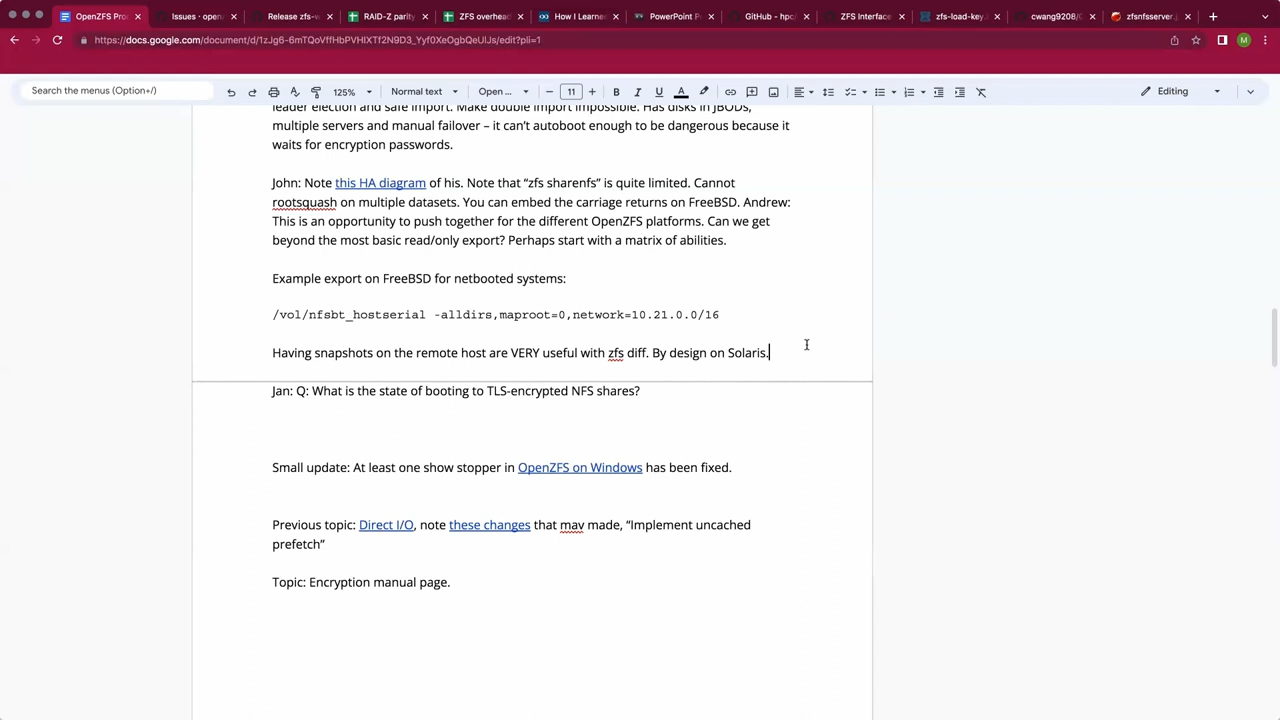 OpenZFS Pro
Issues · open
Release zfs-w
RAID-Z parity
ZFS overhead
How I Learne
PowerPoint P
GitHub - hpc/
ZFS Interface
zfs-load-key.
cwang9208/
zfsnfsserver.j
https://docs.google.com/document/d/1zJg6-6mTQoVffHbPVHIXTf2N9D3_Yyf0XeOgbQeUlJs/edit?pli=1
M
Search the menus (Option+/)
125%
Normal text
Open ...
11
B I U A
Editing
leader election and safe import. Make double import impossible. Has disks in JBODs,
multiple servers and manual failover – it can't autoboot enough to be dangerous because it
waits for encryption passwords.
John: Note this HA diagram of his. Note that “zfs sharenfs” is quite limited. Cannot
rootsquash on multiple datasets. You can embed the carriage returns on FreeBSD. Andrew:
This is an opportunity to push together for the different OpenZFS platforms. Can we get
beyond the most basic read/only export? Perhaps start with a matrix of abilities.
Example export on FreeBSD for netbooted systems:
/vol/nfsbt_hostserial -alldirs,maproot=0,network=10.21.0.0/16
Having snapshots on the remote host are VERY useful with zfs diff. By design on Solaris.
Jan: Q: What is the state of booting to TLS-encrypted NFS shares?
Small update: At least one show stopper in OpenZFS on Windows has been fixed.
Previous topic: Direct I/O, note these changes that mav made, “Implement uncached
prefetch”
Topic: Encryption manual page.